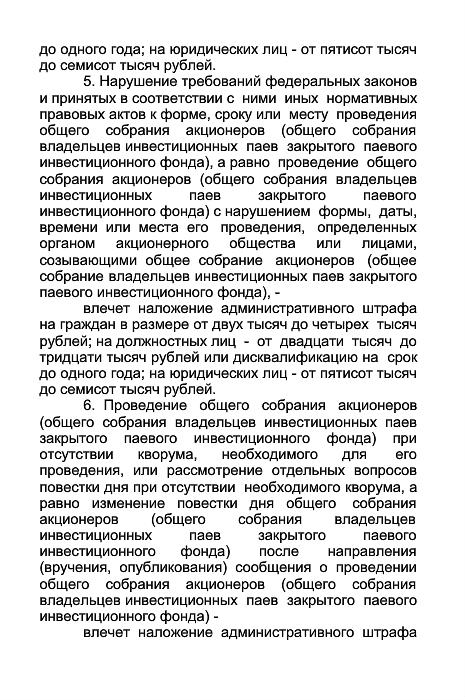 до одного года; на юридических лиц - от пятисот тысяч
до семисот тысяч рублей.
5. Нарушение требований федеральных законов
и принятых в соответствии с ними иных нормативных
правовых актов к форме, сроку или месту проведения
общего собрания акционеров (общего собрания
владельцев инвестиционных паев закрытого паевого
инвестиционного фонда), а равно проведение общего
собрания акционеров (общего собрания владельцев
инвестиционных паев закрытого паевого
инвестиционного фонда) с нарушением формы, даты,
времени или места его проведения, определенных
органом акционерного общества или лицами,
созывающими общее собрание акционеров (общее
собрание владельцев инвестиционных паев закрытого
паевого инвестиционного фонда), -
влечет наложение административного штрафа
на граждан в размере от двух тысяч до четырех тысяч
рублей; на должностных лиц - от двадцати тысяч до
тридцати тысяч рублей или дисквалификацию на срок
до одного года; на юридических лиц - от пятисот тысяч
до семисот тысяч рублей.
6. Проведение общего собрания акционеров
(общего собрания владельцев инвестиционных паев
закрытого паевого инвестиционного фонда) при
отсутствии кворума, необходимого для его
проведения, или рассмотрение отдельных вопросов
повестки дня при отсутствии необходимого кворума, а
равно изменение повестки дня общего собрания
акционеров (общего собрания владельцев
инвестиционных паев закрытого паевого
инвестиционного фонда) после направления
(вручения, опубликования) сообщения о проведении
общего собрания акционеров (общего собрания
владельцев инвестиционных паев закрытого паевого
инвестиционного фонда) -
влечет наложение административного штрафа